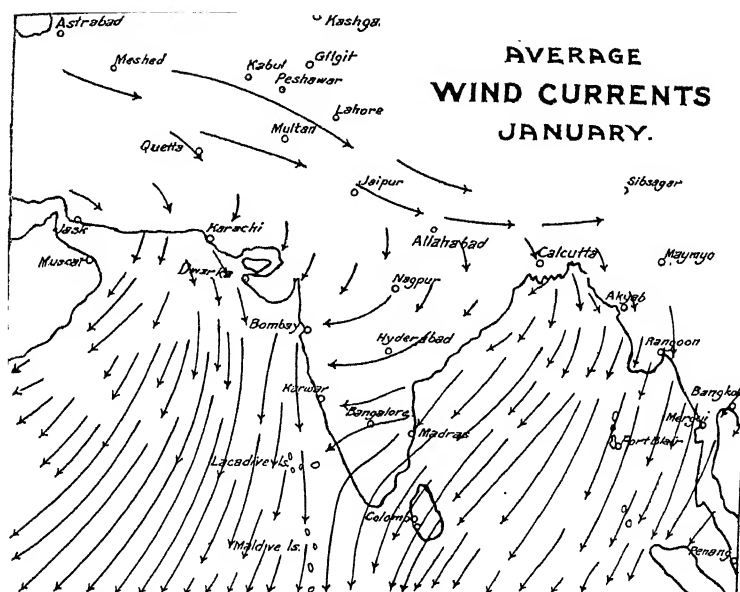 AVERAGE
WIND CURRENTS
JANUARY.
Astrabad
Kashga.
Meshed
Kabul
Gilgit
Peshawar
Lahore
Multan
Quetta
Jaipur
Sibsagar
Jask
Karachi
Allahabad
Calcutta
Maymyo
Muscat
Dwarka
Nagpur
Akyab
Bombay
Hyderabad
Rangoon
Karwar
Bangalore
Madras
Mergui
Bangkok
Port Blair
Lacadive Is.
Colombo
Maldive Is.
Penang